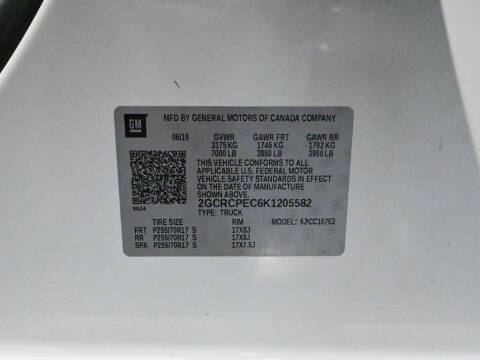 GM
MFD BY GENERAL MOTORS OF CANADA COMPANY
06/19 GVWR GAWR FRT GAWR RR
3175 KG 1746 KG 1792 KG
7000 LB 3850 LB 3950 LB
THIS VEHICLE CONFORMS TO ALL
APPLICABLE U.S. FEDERAL MOTOR
VEHICLE SAFETY STANDARDS IN EFFECT
ON THE DATE OF MANUFACTURE
SHOWN ABOVE.
2GCRCPEC6K1205582
TYPE: TRUCK
TIRE SIZE RIM MODEL: 62CC15753
FRT P255/70R17 S 17X8J
RR P255/70R17 S 17X8J
SPA P255/70R17 S 17X7.5J